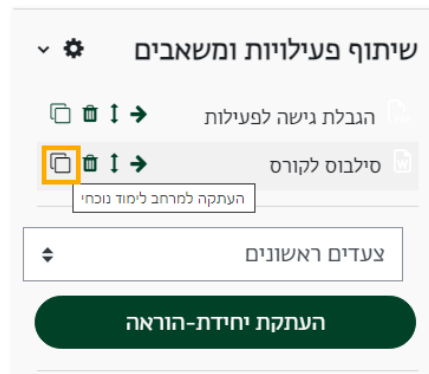 שיתוף פעילויות ומשאבים
הגבלת גישה לפעילות
סילבוס לקורס
העתקה למרחב לימוד נוכחי
צעדים ראשונים
העתקת יחידת-הוראה